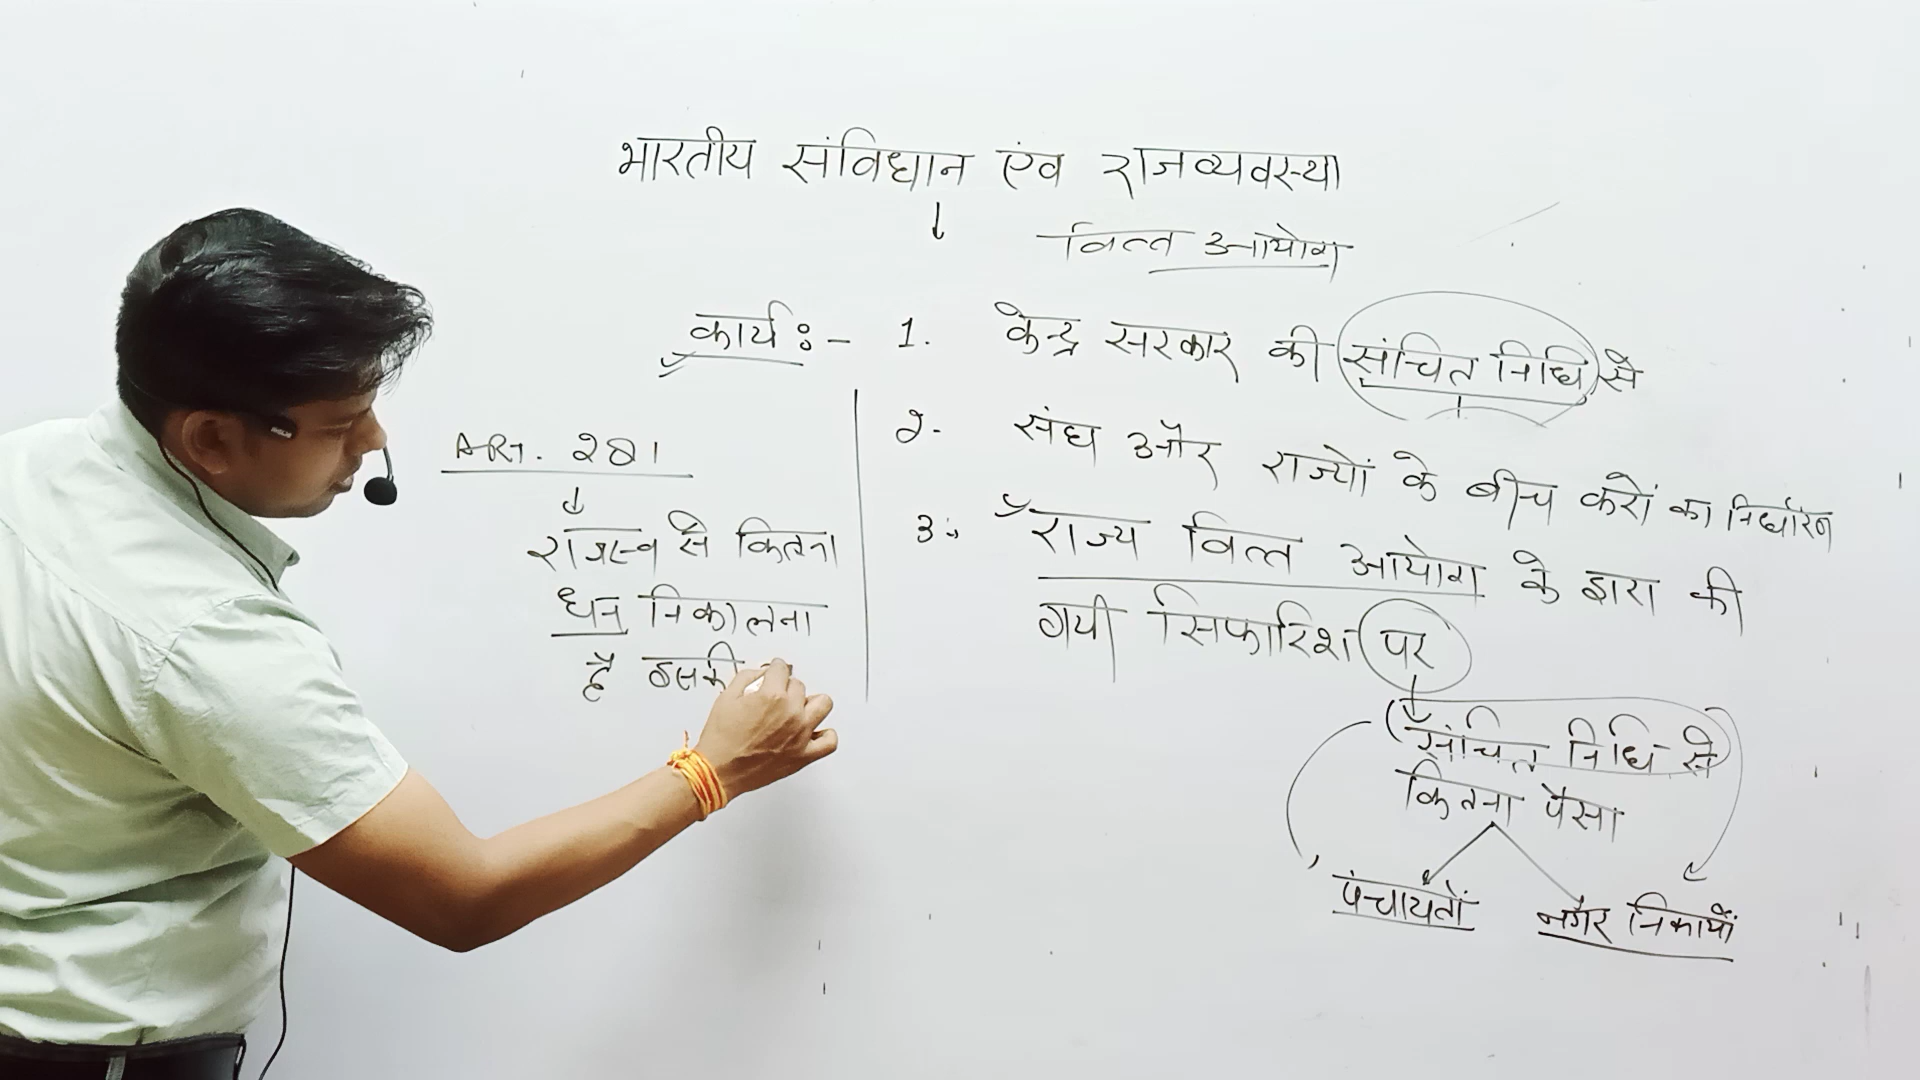 भारतीय संविधान एंव राजव्यवस्था
वित्त आयोग
कार्य :- 1. केन्द्र सरकार की संचित निधि से
2. संघ और राज्यों के बीच करों का निर्धारण
3. राज्य वित्त आयोग के द्वारा की
गयी सिफारिश पर
संचित निधि से
कितना पैसा
पंचायतों नगर निकायों
ART. 281
राजस्व से कितना
धन निकालना
है इसकी